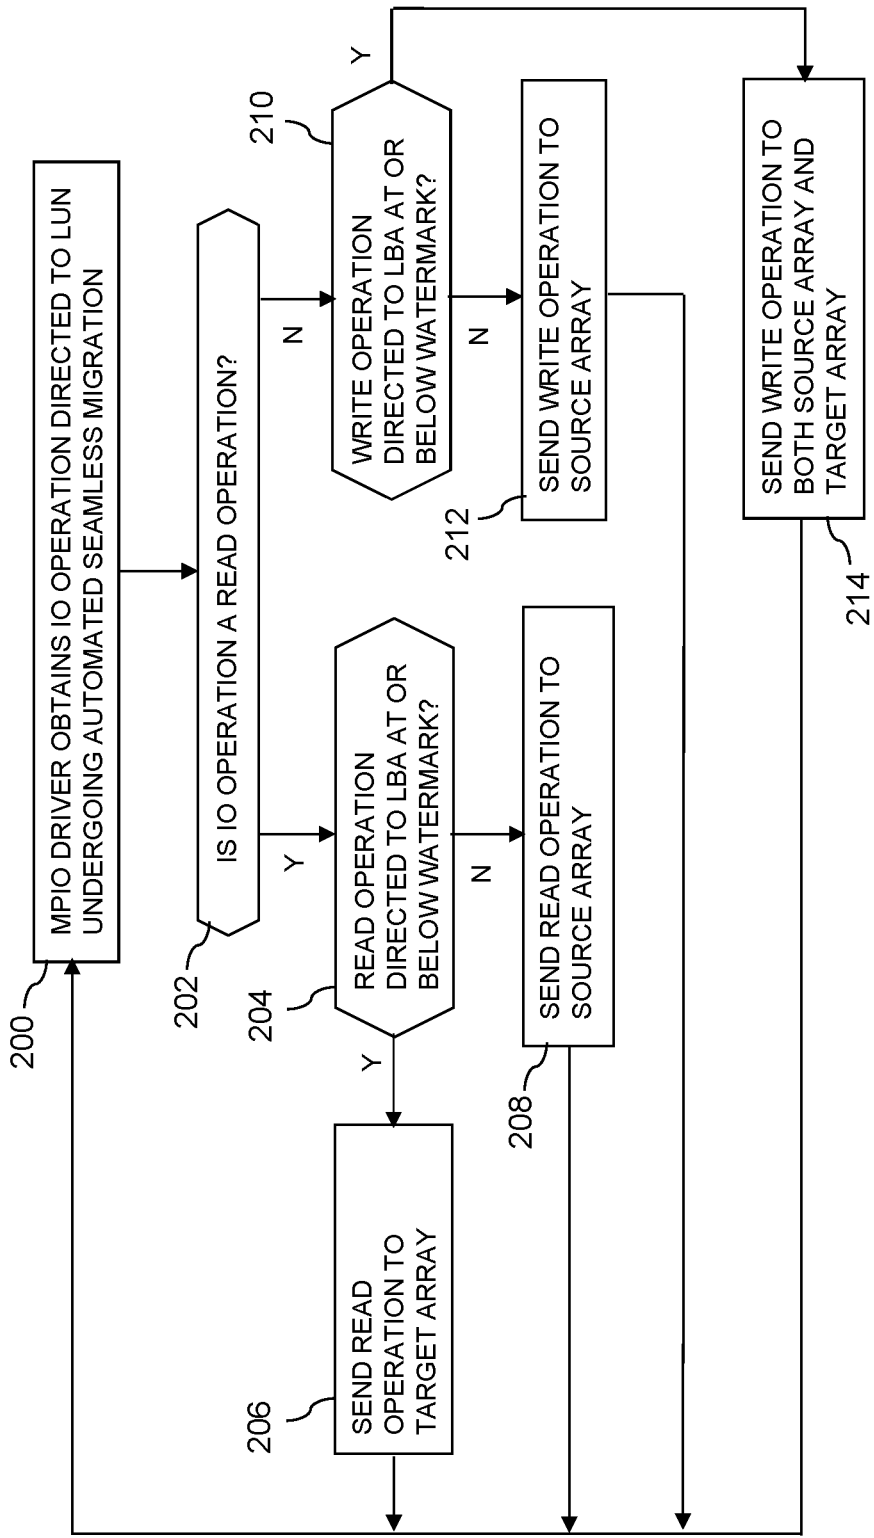 200
MPIO DRIVER OBTAINS IO OPERATION DIRECTED TO LUN
UNDERGOING AUTOMATED SEAMLESS MIGRATION
202
IS IO OPERATION A READ OPERATION?
Y
N
204
READ OPERATION
DIRECTED TO LBA AT OR
BELOW WATERMARK?
210
WRITE OPERATION
DIRECTED TO LBA AT OR
BELOW WATERMARK?
Y
N
N
Y
206
SEND READ
OPERATION TO
TARGET ARRAY
208
SEND READ OPERATION TO
SOURCE ARRAY
212
SEND WRITE OPERATION TO
SOURCE ARRAY
214
SEND WRITE OPERATION TO
BOTH SOURCE ARRAY AND
TARGET ARRAY